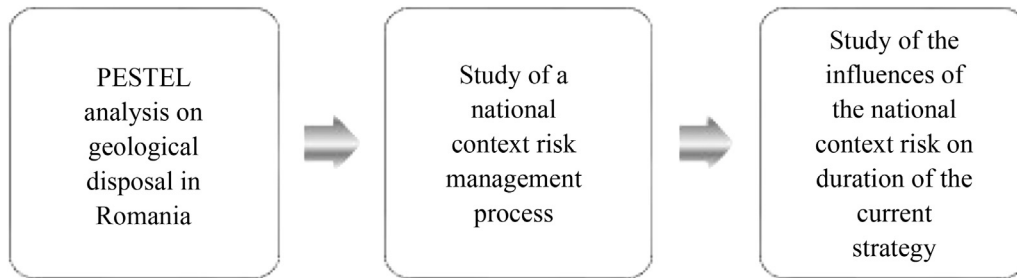 PESTEL
analysis on
geological
disposal in
Romania
Study of a
national
context risk
management
process
Study of the
influences of
the national
context risk on
duration of the
current
strategy